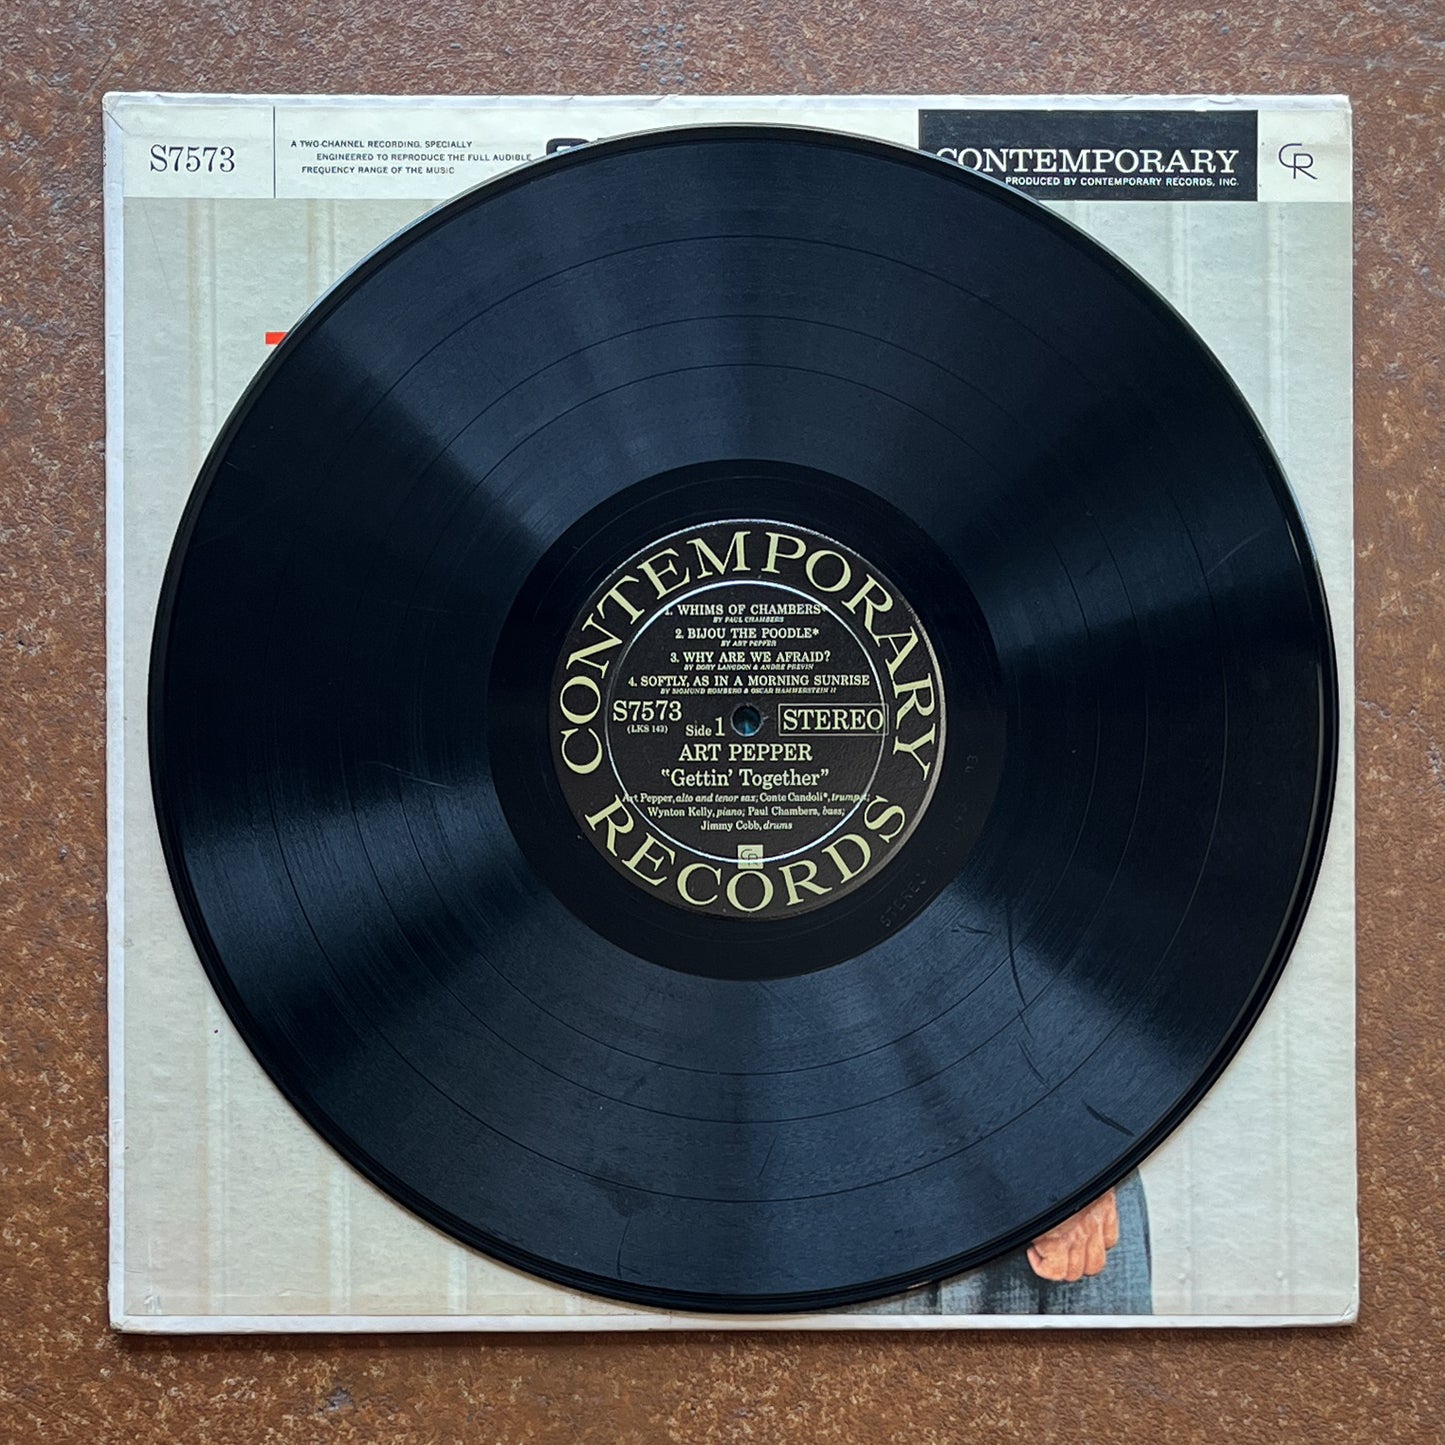 S7573
A TWO-CHANNEL RECORDING, SPECIALLY
ENGINEERED TO REPRODUCE THE FULL AUDIBLE
FREQUENCY RANGE OF THE MUSIC
CONTEMPORARY
PRODUCED BY CONTEMPORARY RECORDS, INC.
CR
CONTEMPORARY
1. WHIMS OF CHAMBERS*
BY PAUL CHAMBERS
2. BIJOU THE POODLE*
BY ART PEPPER
3. WHY ARE WE AFRAID?
BY DORY LANGDON & ANDRE PREVIN
4. SOFTLY, AS IN A MORNING SUNRISE
BY SIGMUND ROMBERG & OSCAR HAMMERSTEIN II
S7573
(LKS 143)
Side 1
STEREO
ART PEPPER
"Gettin' Together"
Art Pepper, alto and tenor sax; Conte Candoli*, trumpet;
Wynton Kelly, piano; Paul Chambers, bass;
Jimmy Cobb, drums
CR
RECORDS
STEREO